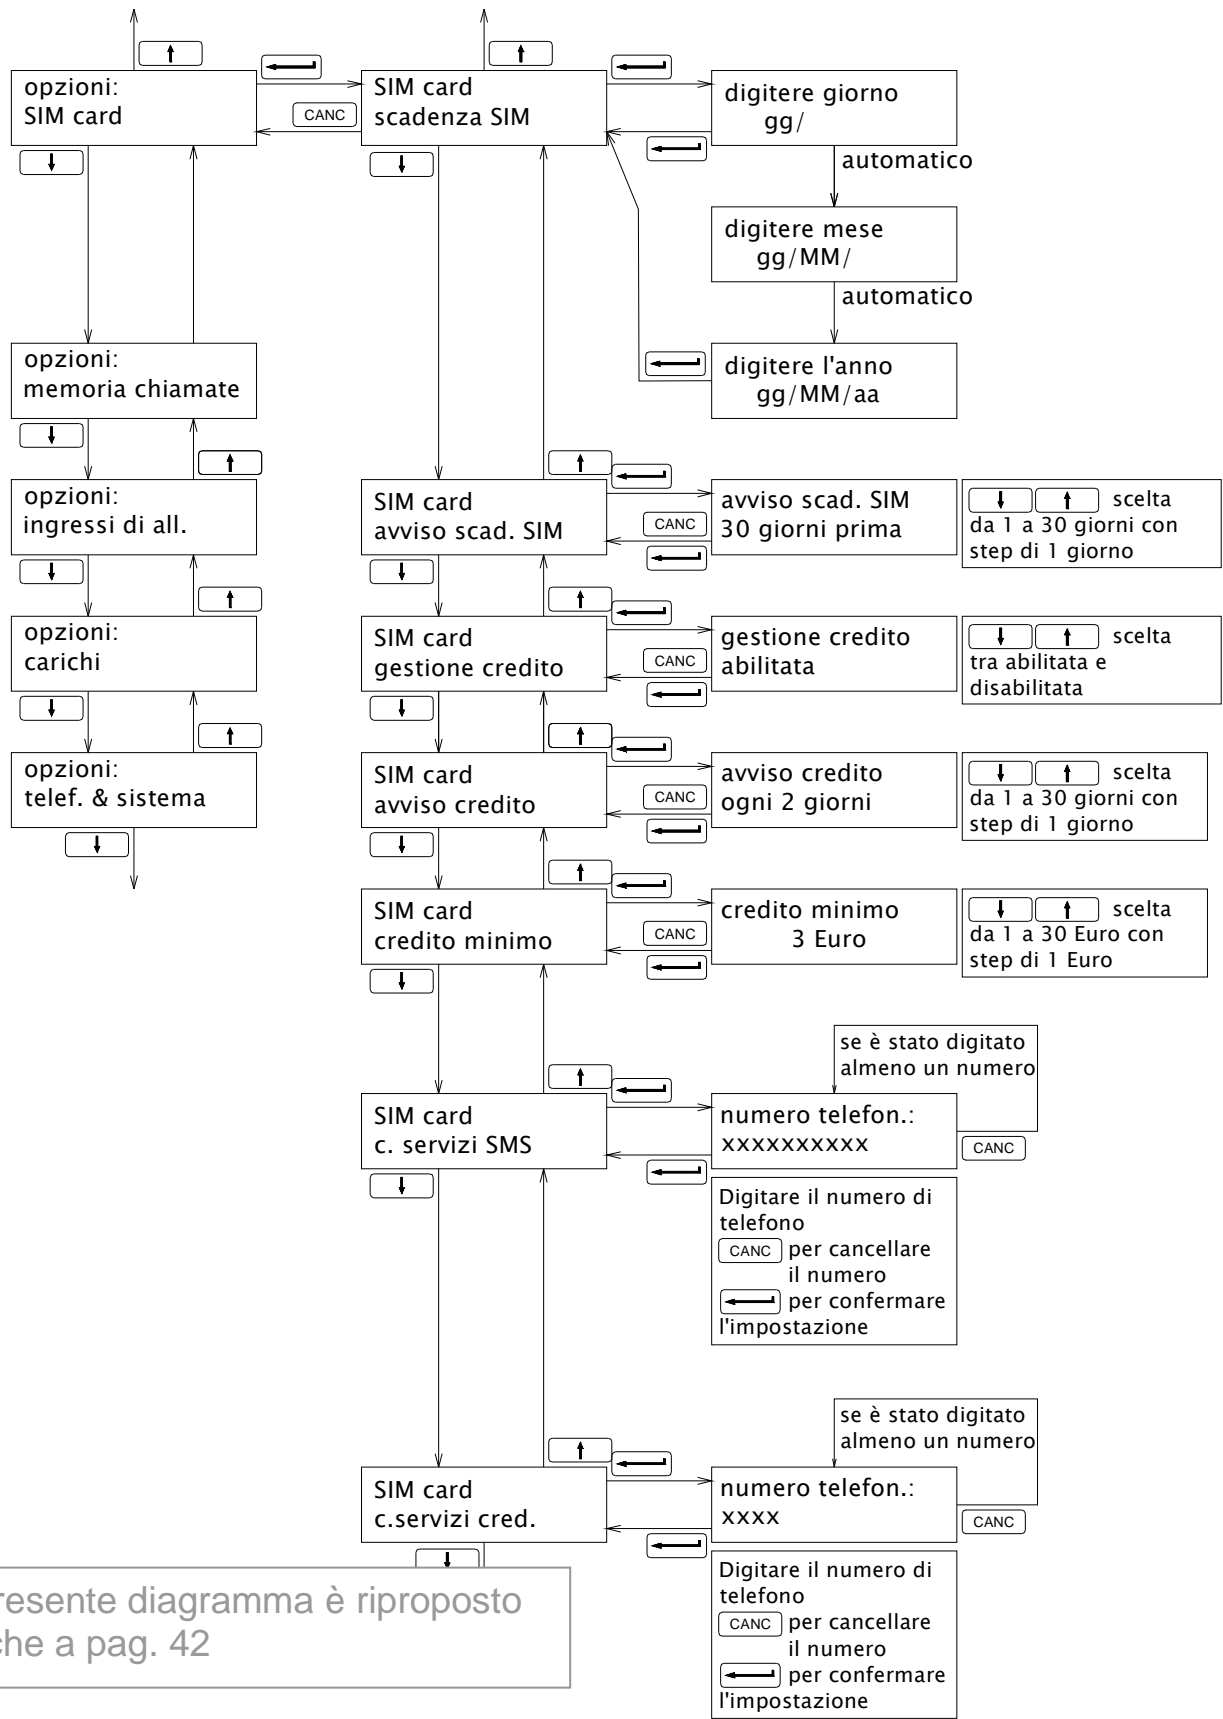 opzioni:
SIM card
CANC
SIM card
scadenza SIM
digitere giorno
gg/
automatico
digitere mese
gg/MM/
automatico
digitere l'anno
gg/MM/aa
opzioni:
memoria chiamate
opzioni:
ingressi di all.
opzioni:
carichi
opzioni:
telef. & sistema
SIM card
avviso scad. SIM
CANC
avviso scad. SIM
30 giorni prima
scelta
da 1 a 30 giorni con
step di 1 giorno
SIM card
gestione credito
CANC
gestione credito
abilitata
scelta
tra abilitata e
disabilitata
SIM card
avviso credito
CANC
avviso credito
ogni 2 giorni
scelta
da 1 a 30 giorni con
step di 1 giorno
SIM card
credito minimo
CANC
credito minimo
3 Euro
scelta
da 1 a 30 Euro con
step di 1 Euro
se è stato digitato
almeno un numero
SIM card
c. servizi SMS
numero telefon.:
xxxxxxxxxx
CANC
Digitare il numero di
telefono
CANC per cancellare
il numero
per confermare
l'impostazione
se è stato digitato
almeno un numero
SIM card
c.servizi cred.
numero telefon.:
xxxx
CANC
Digitare il numero di
telefono
CANC per cancellare
il numero
per confermare
l'impostazione
resente diagramma è riproposto
che a pag. 42